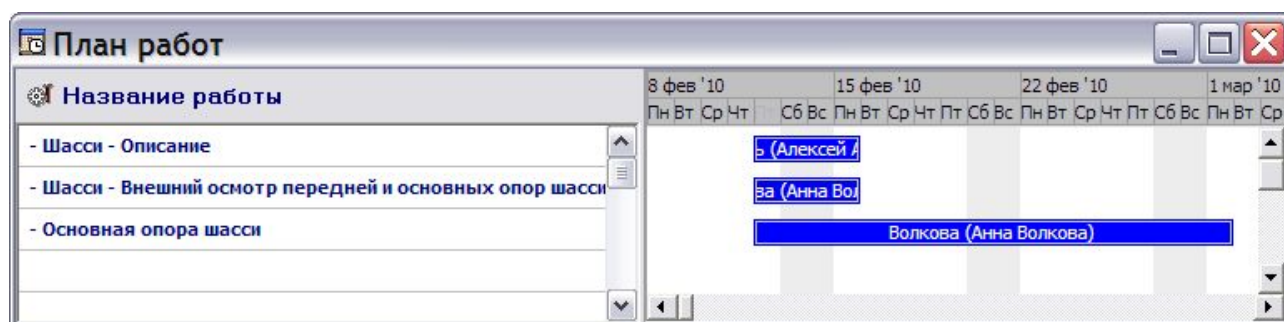 План работ
Название работы
8 фев '10 15 фев '10 22 фев '10 1 мар '10
Пн Вт Ср Чт Пт Сб Вс Пн Вт Ср Чт Пт Сб Вс Пн Вт Ср Чт Пт Сб Вс Пн Вт Ср
- Шасси - Описание
ь (Алексей
- Шасси - Внешний осмотр передней и основных опор шасси
ва (Анна Вол
- Основная опора шасси
Волкова (Анна Волкова)